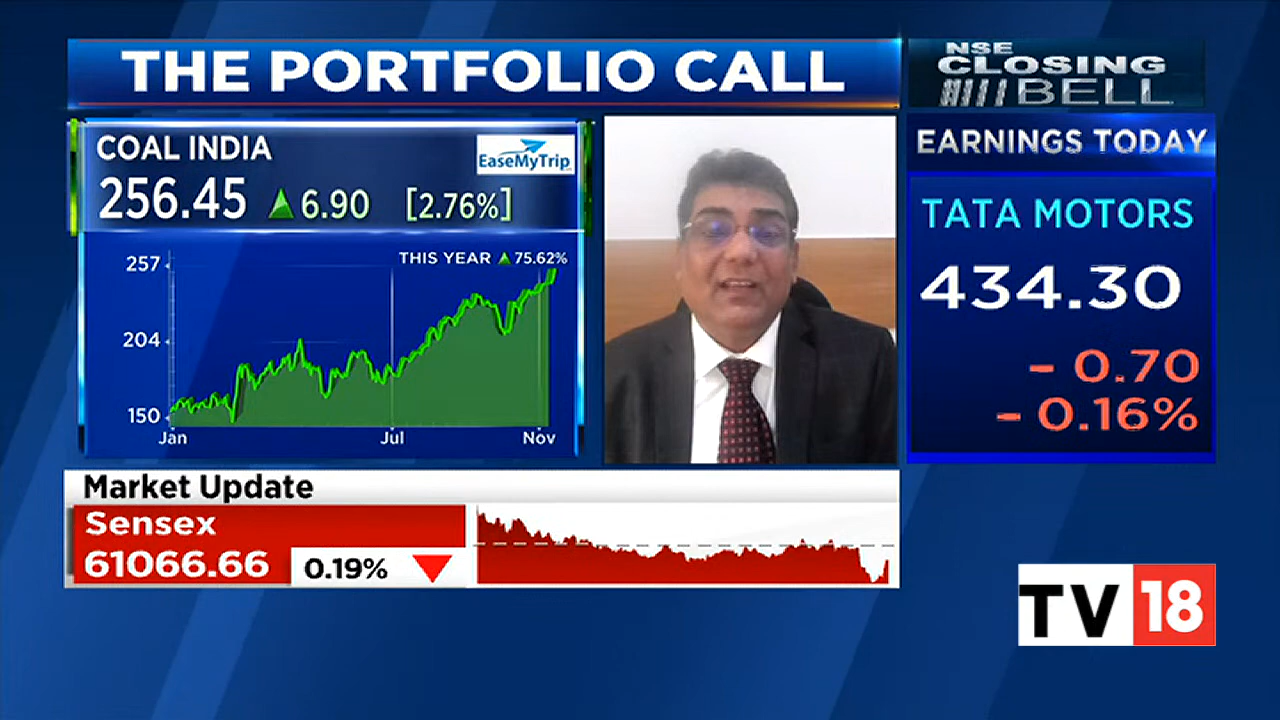 THE PORTFOLIO CALL
NSE
CLOSING
BELL
COAL INDIA
EaseMyTrip
256.45 ▲ 6.90 [2.76%]
THIS YEAR ▲ 75.62%
257
204
150
Jan Jul Nov
EARNINGS TODAY
TATA MOTORS
434.30
- 0.70
- 0.16%
Market Update
Sensex
61066.66 0.19% ▼
TV 18